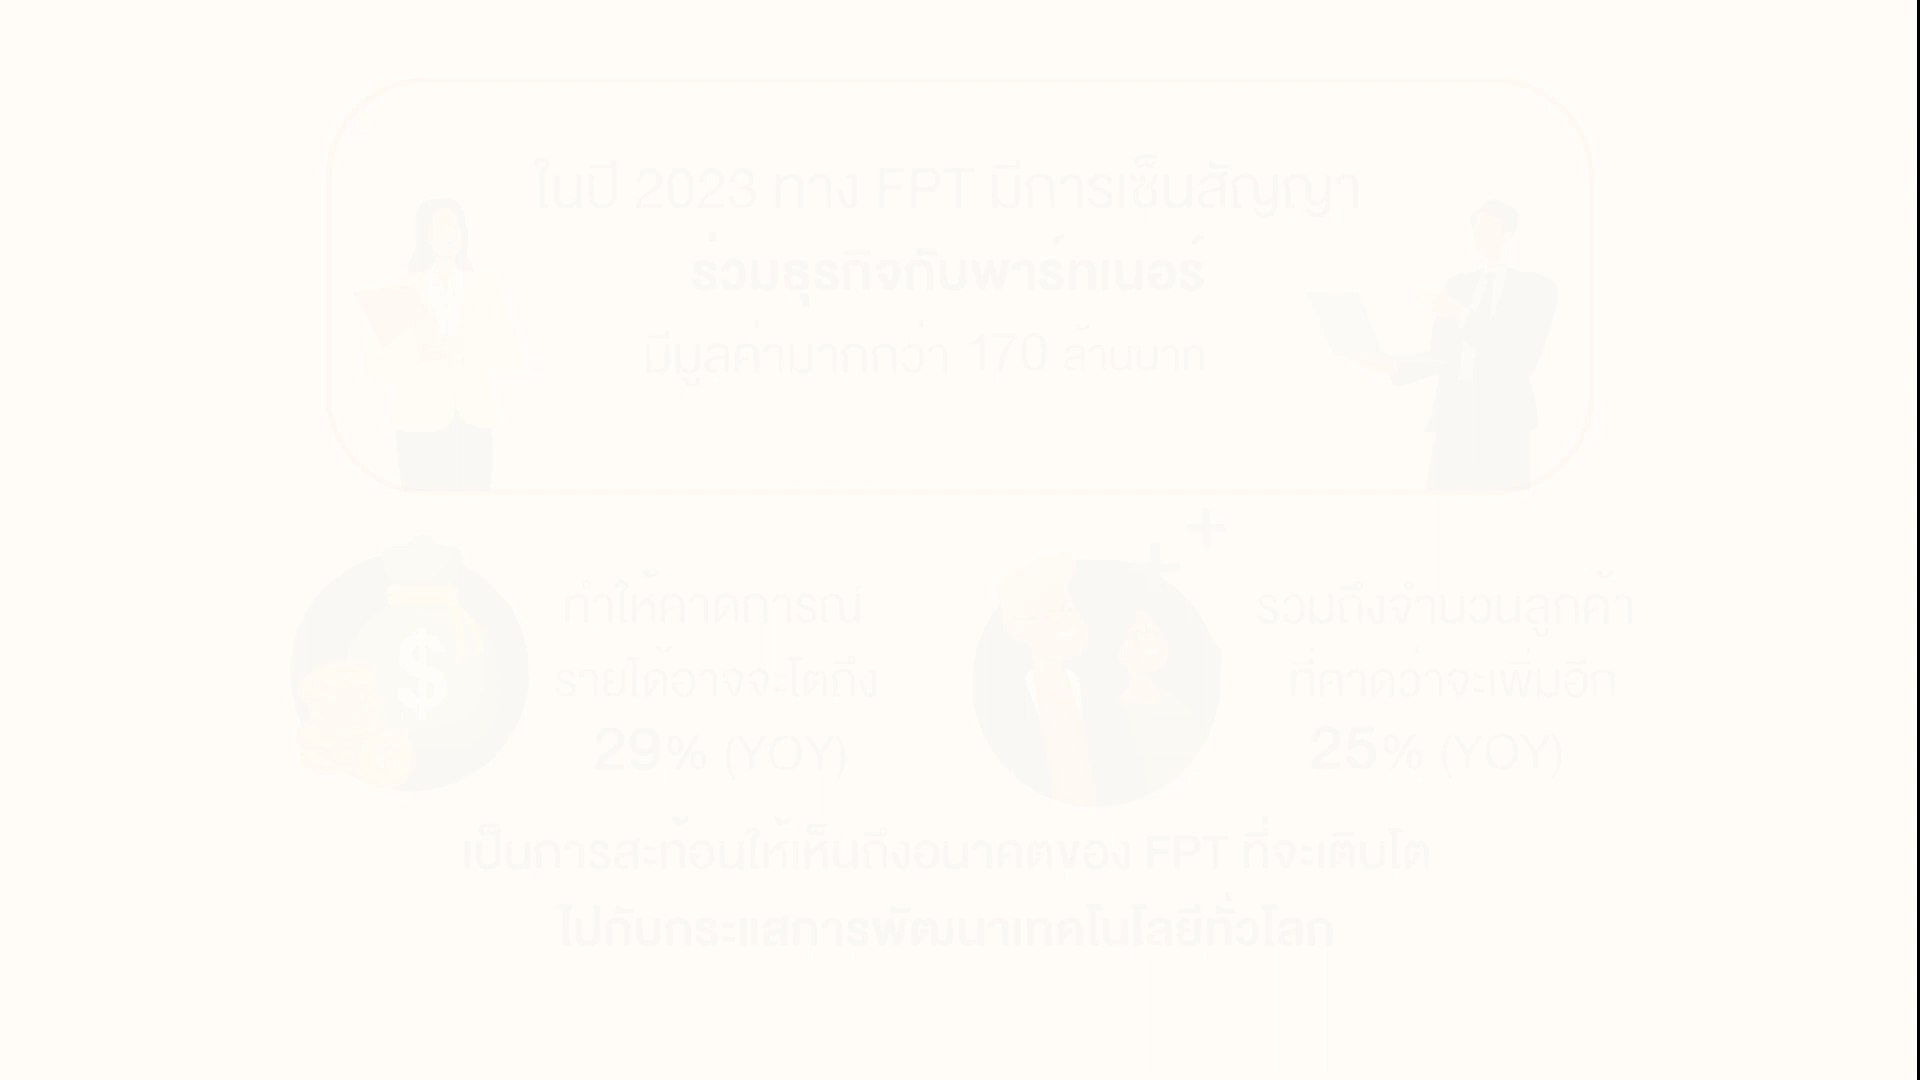 ในปี 2023 ทาง FPT มีการเซ็นสัญญา
ร่วมธุรกิจกับพาร์ทเนอร์
มีมูลค่ามากกว่า 170 ล้านบาท
ทำให้คาดการณ์
รายได้อาจจะโตถึง
29% (YOY)
รวมถึงจำนวนลูกค้า
ที่คาดว่าจะเพิ่มอีก
25% (YOY)
เป็นการสะท้อนให้เห็นถึงอนาคตของ FPT ที่จะเติบโต
ไปกับกระแสการพัฒนาเทคโนโลยีทั่วโลก
$